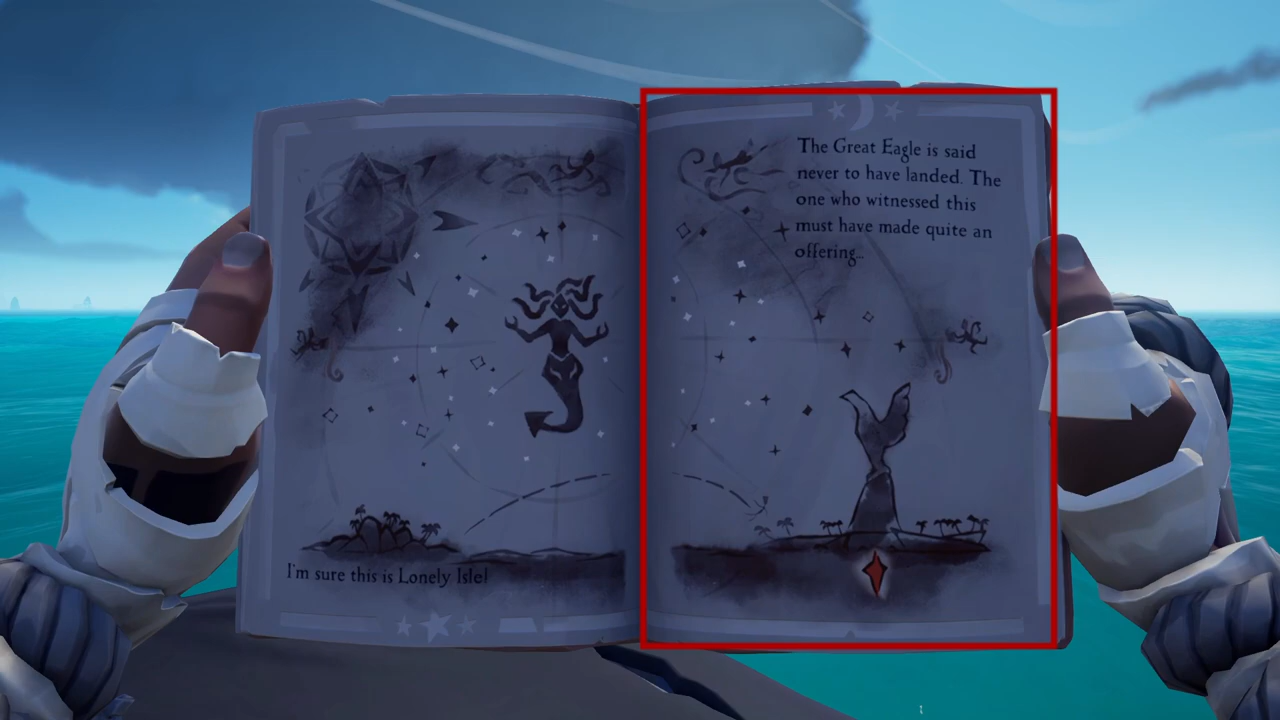 The Great Eagle is said
never to have landed. The
one who witnessed this
must have made quite an
offering...
I'm sure this is Lonely Isle!